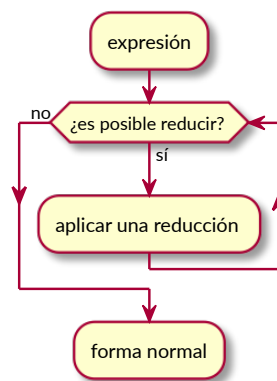 expresión
¿es posible reducir?
no
sí
aplicar una reducción
forma normal